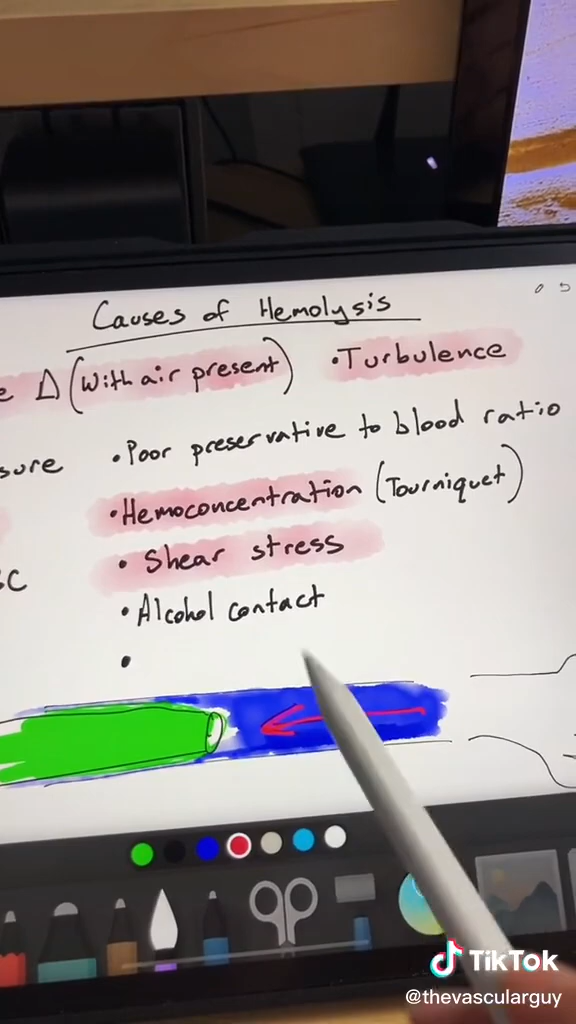 Causes of Hemolysis
e Δ (With air present)
• Turbulence
sure
• Poor preservative to blood ratio
• Hemoconcentration (Tourniquet)
• Shear stress
• Alcohol contact
•
TikTok
@thevascularguy